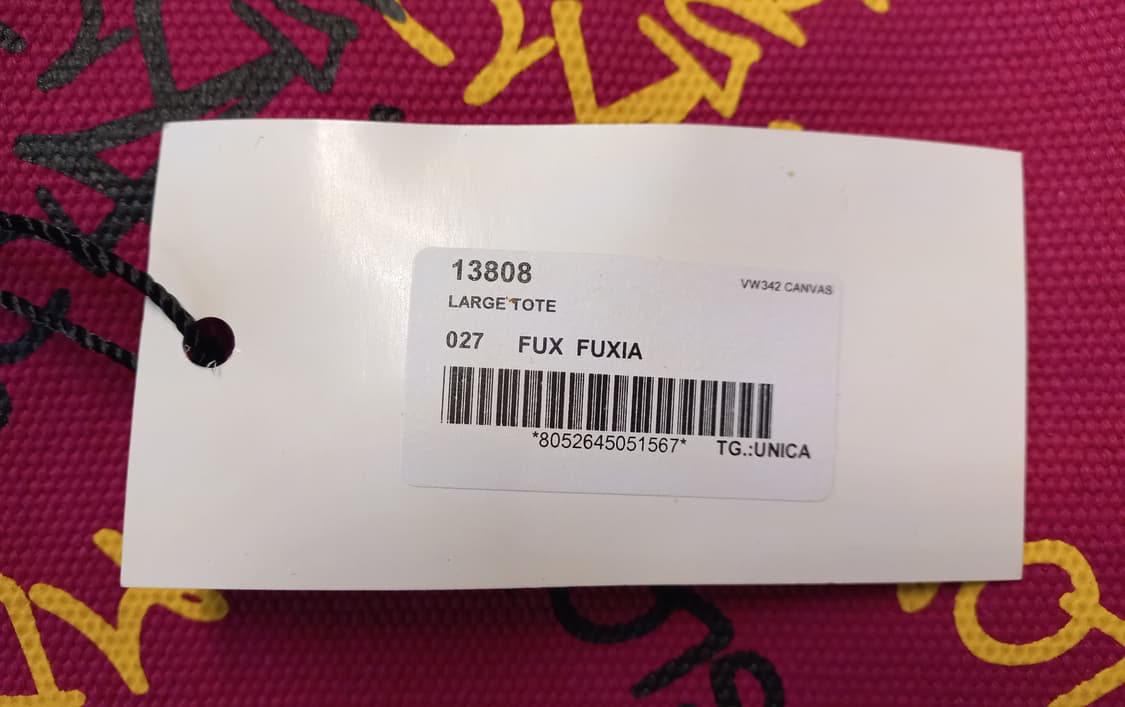 13808
VW342 CANVAS
LARGE TOTE
027 FUX FUXIA
*8052645051567*
TG.:UNICA